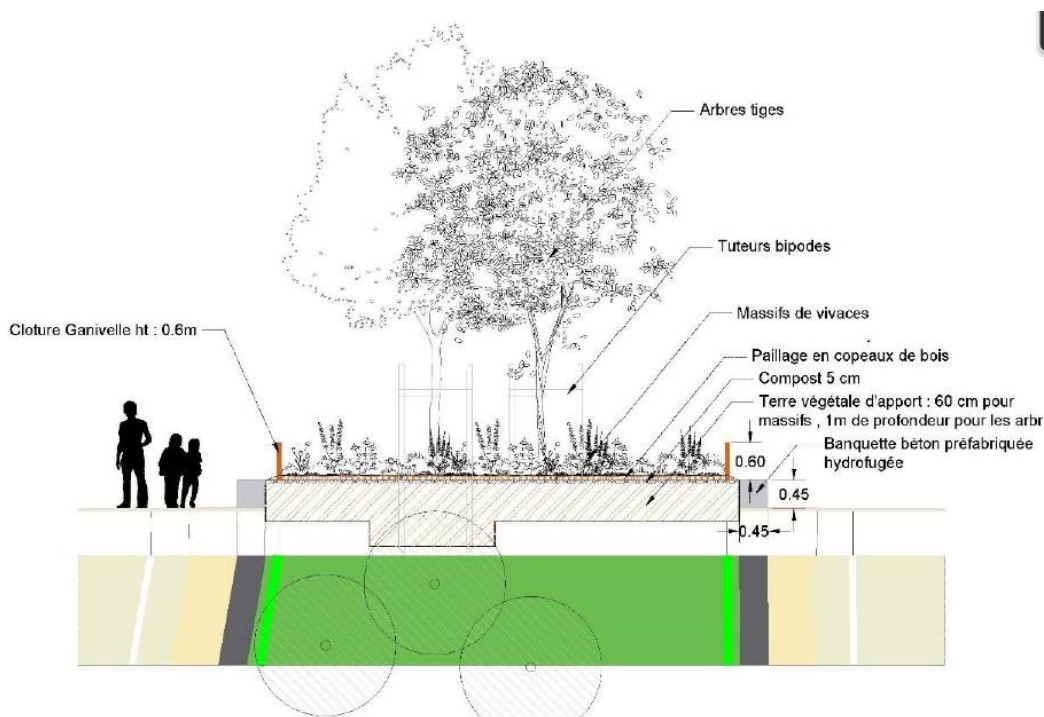 Arbres tiges
Tuteurs bipodes
Cloture Ganivelle ht : 0.6m
Massifs de vivaces
Paillage en copeaux de bois
Compost 5 cm
Terre végétale d'apport : 60 cm pour
massifs , 1m de profondeur pour les arbr
Banquette béton préfabriquée
hydrofugée
0.60
0.45
0.45